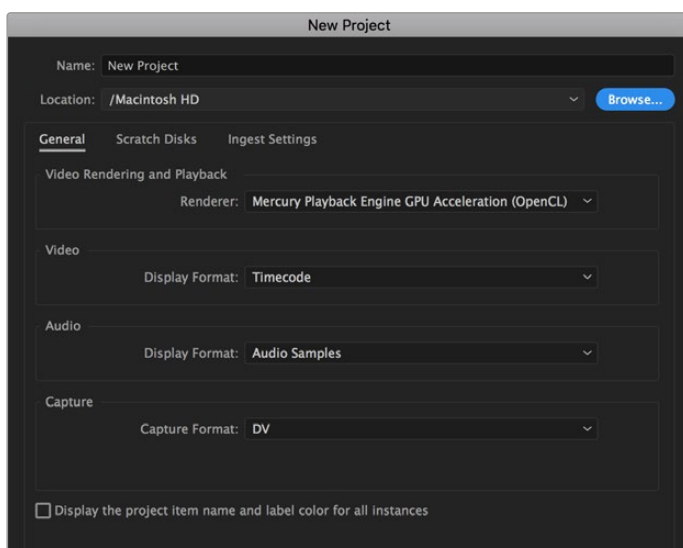 New Project
Name: New Project
Location: /Macintosh HD Browse...
General Scratch Disks Ingest Settings
Video Rendering and Playback
Renderer: Mercury Playback Engine GPU Acceleration (OpenCL)
Video
Display Format: Timecode
Audio
Display Format: Audio Samples
Capture
Capture Format: DV
Display the project item name and label color for all instances